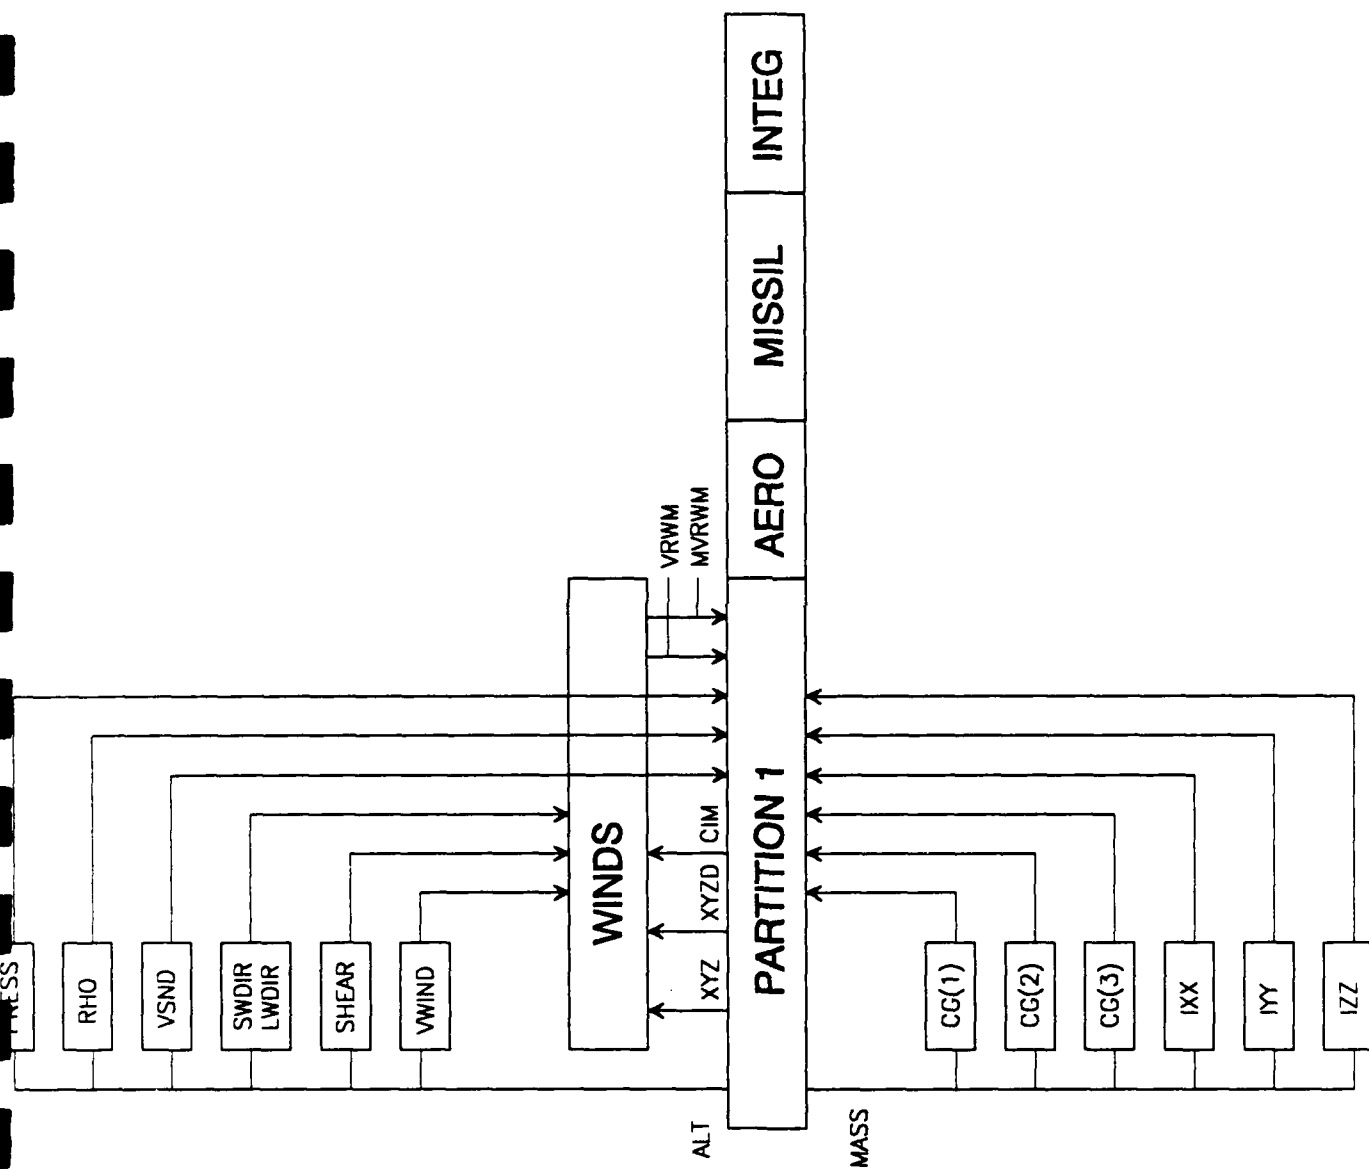 PRESS
RHO
VSND
SWDIR
LWDIR
SHEAR
VWIND
WINDS
VRWM
MVRWM
ALT
XYZ
XYZD
CIM
PARTITION 1
AERO
MISSIL
INTEG
MASS
CG(1)
CG(2)
CG(3)
IXX
IYY
IZZ